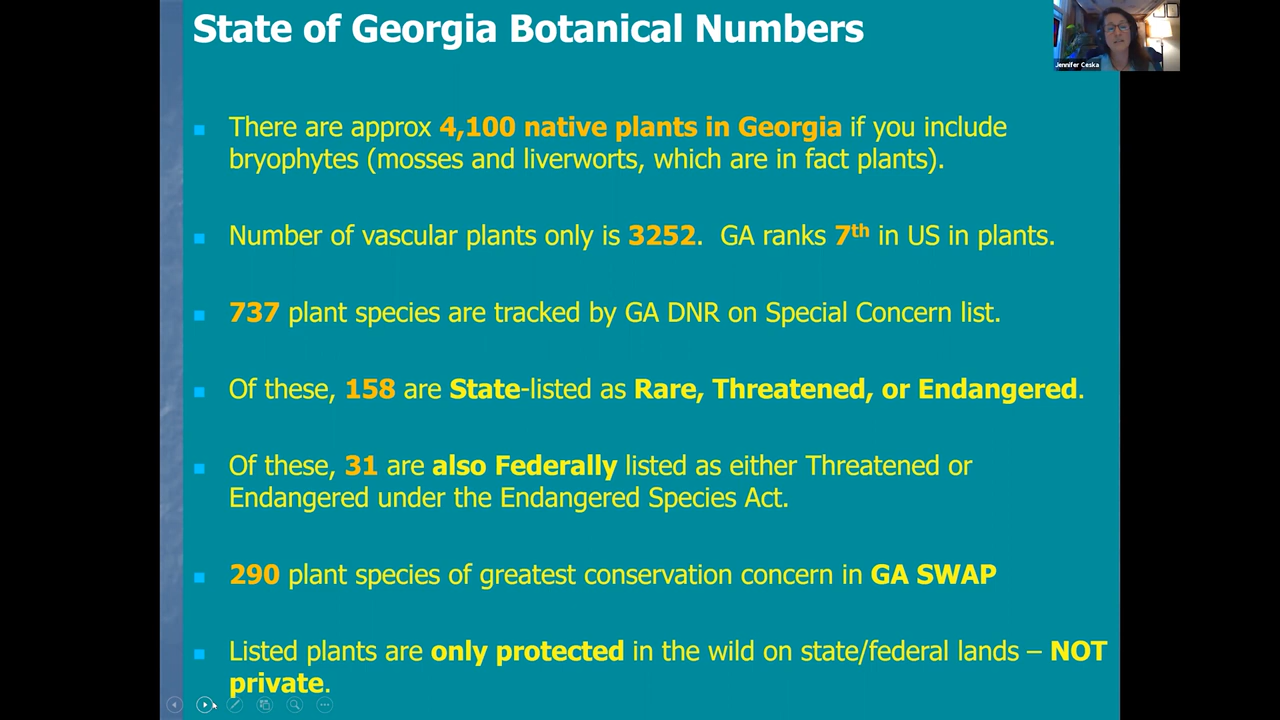 State of Georgia Botanical Numbers
Jennifer Ceska
There are approx 4,100 native plants in Georgia if you include
bryophytes (mosses and liverworts, which are in fact plants).
Number of vascular plants only is 3252. GA ranks 7th in US in plants.
737 plant species are tracked by GA DNR on Special Concern list.
Of these, 158 are State-listed as Rare, Threatened, or Endangered.
Of these, 31 are also Federally listed as either Threatened or
Endangered under the Endangered Species Act.
290 plant species of greatest conservation concern in GA SWAP
Listed plants are only protected in the wild on state/federal lands – NOT
private.